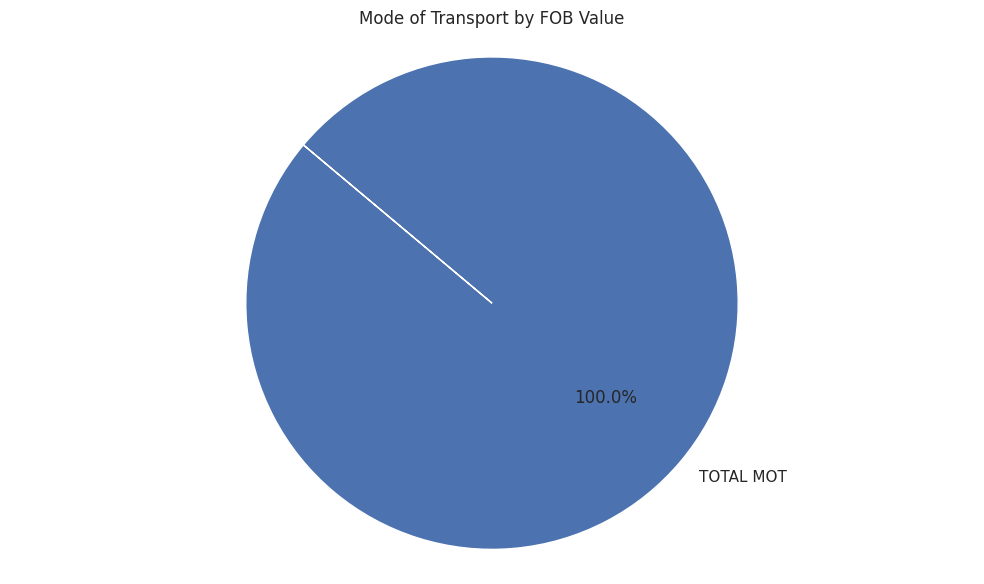 Mode of Transport by FOB Value
100.0%
TOTAL MOT